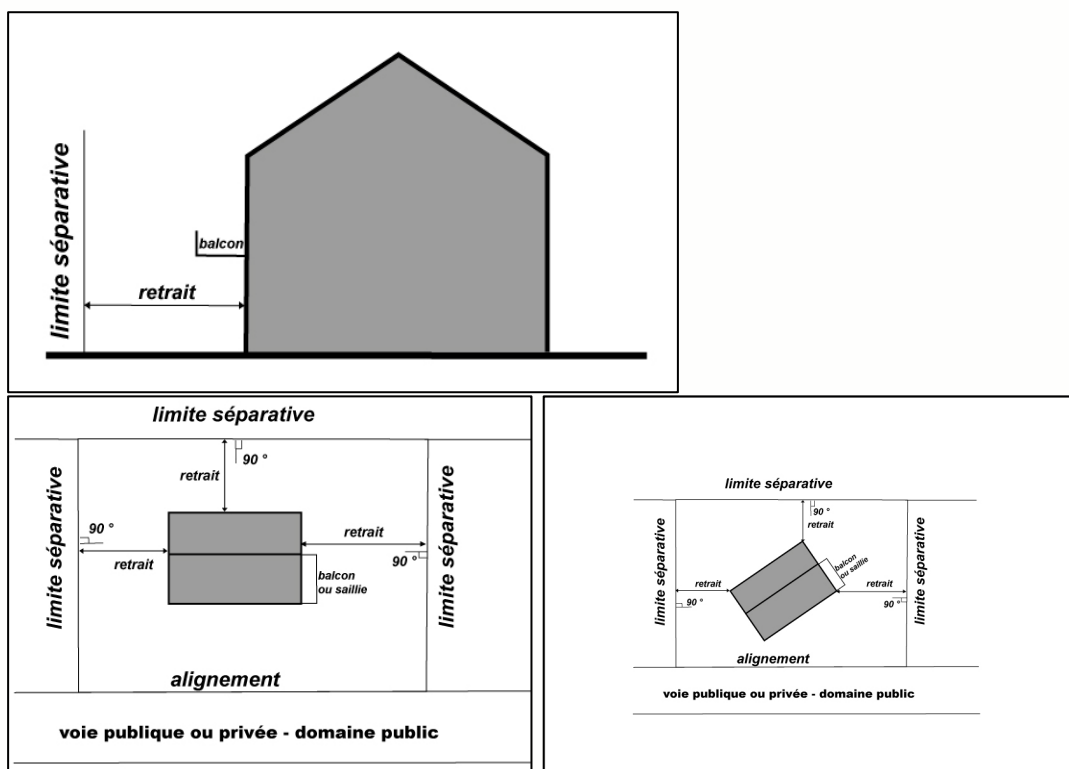 limite séparative
balcon
retrait
limite séparative
90 °
retrait
limite séparative
90 °
retrait
retrait
90 °
balcon
ou saillie
limite séparative
alignement
voie publique ou privée - domaine public
limite séparative
90 °
retrait
limite séparative
balcon
ou saillie
retrait
retrait
90 °
90 °
limite séparative
alignement
voie publique ou privée - domaine public